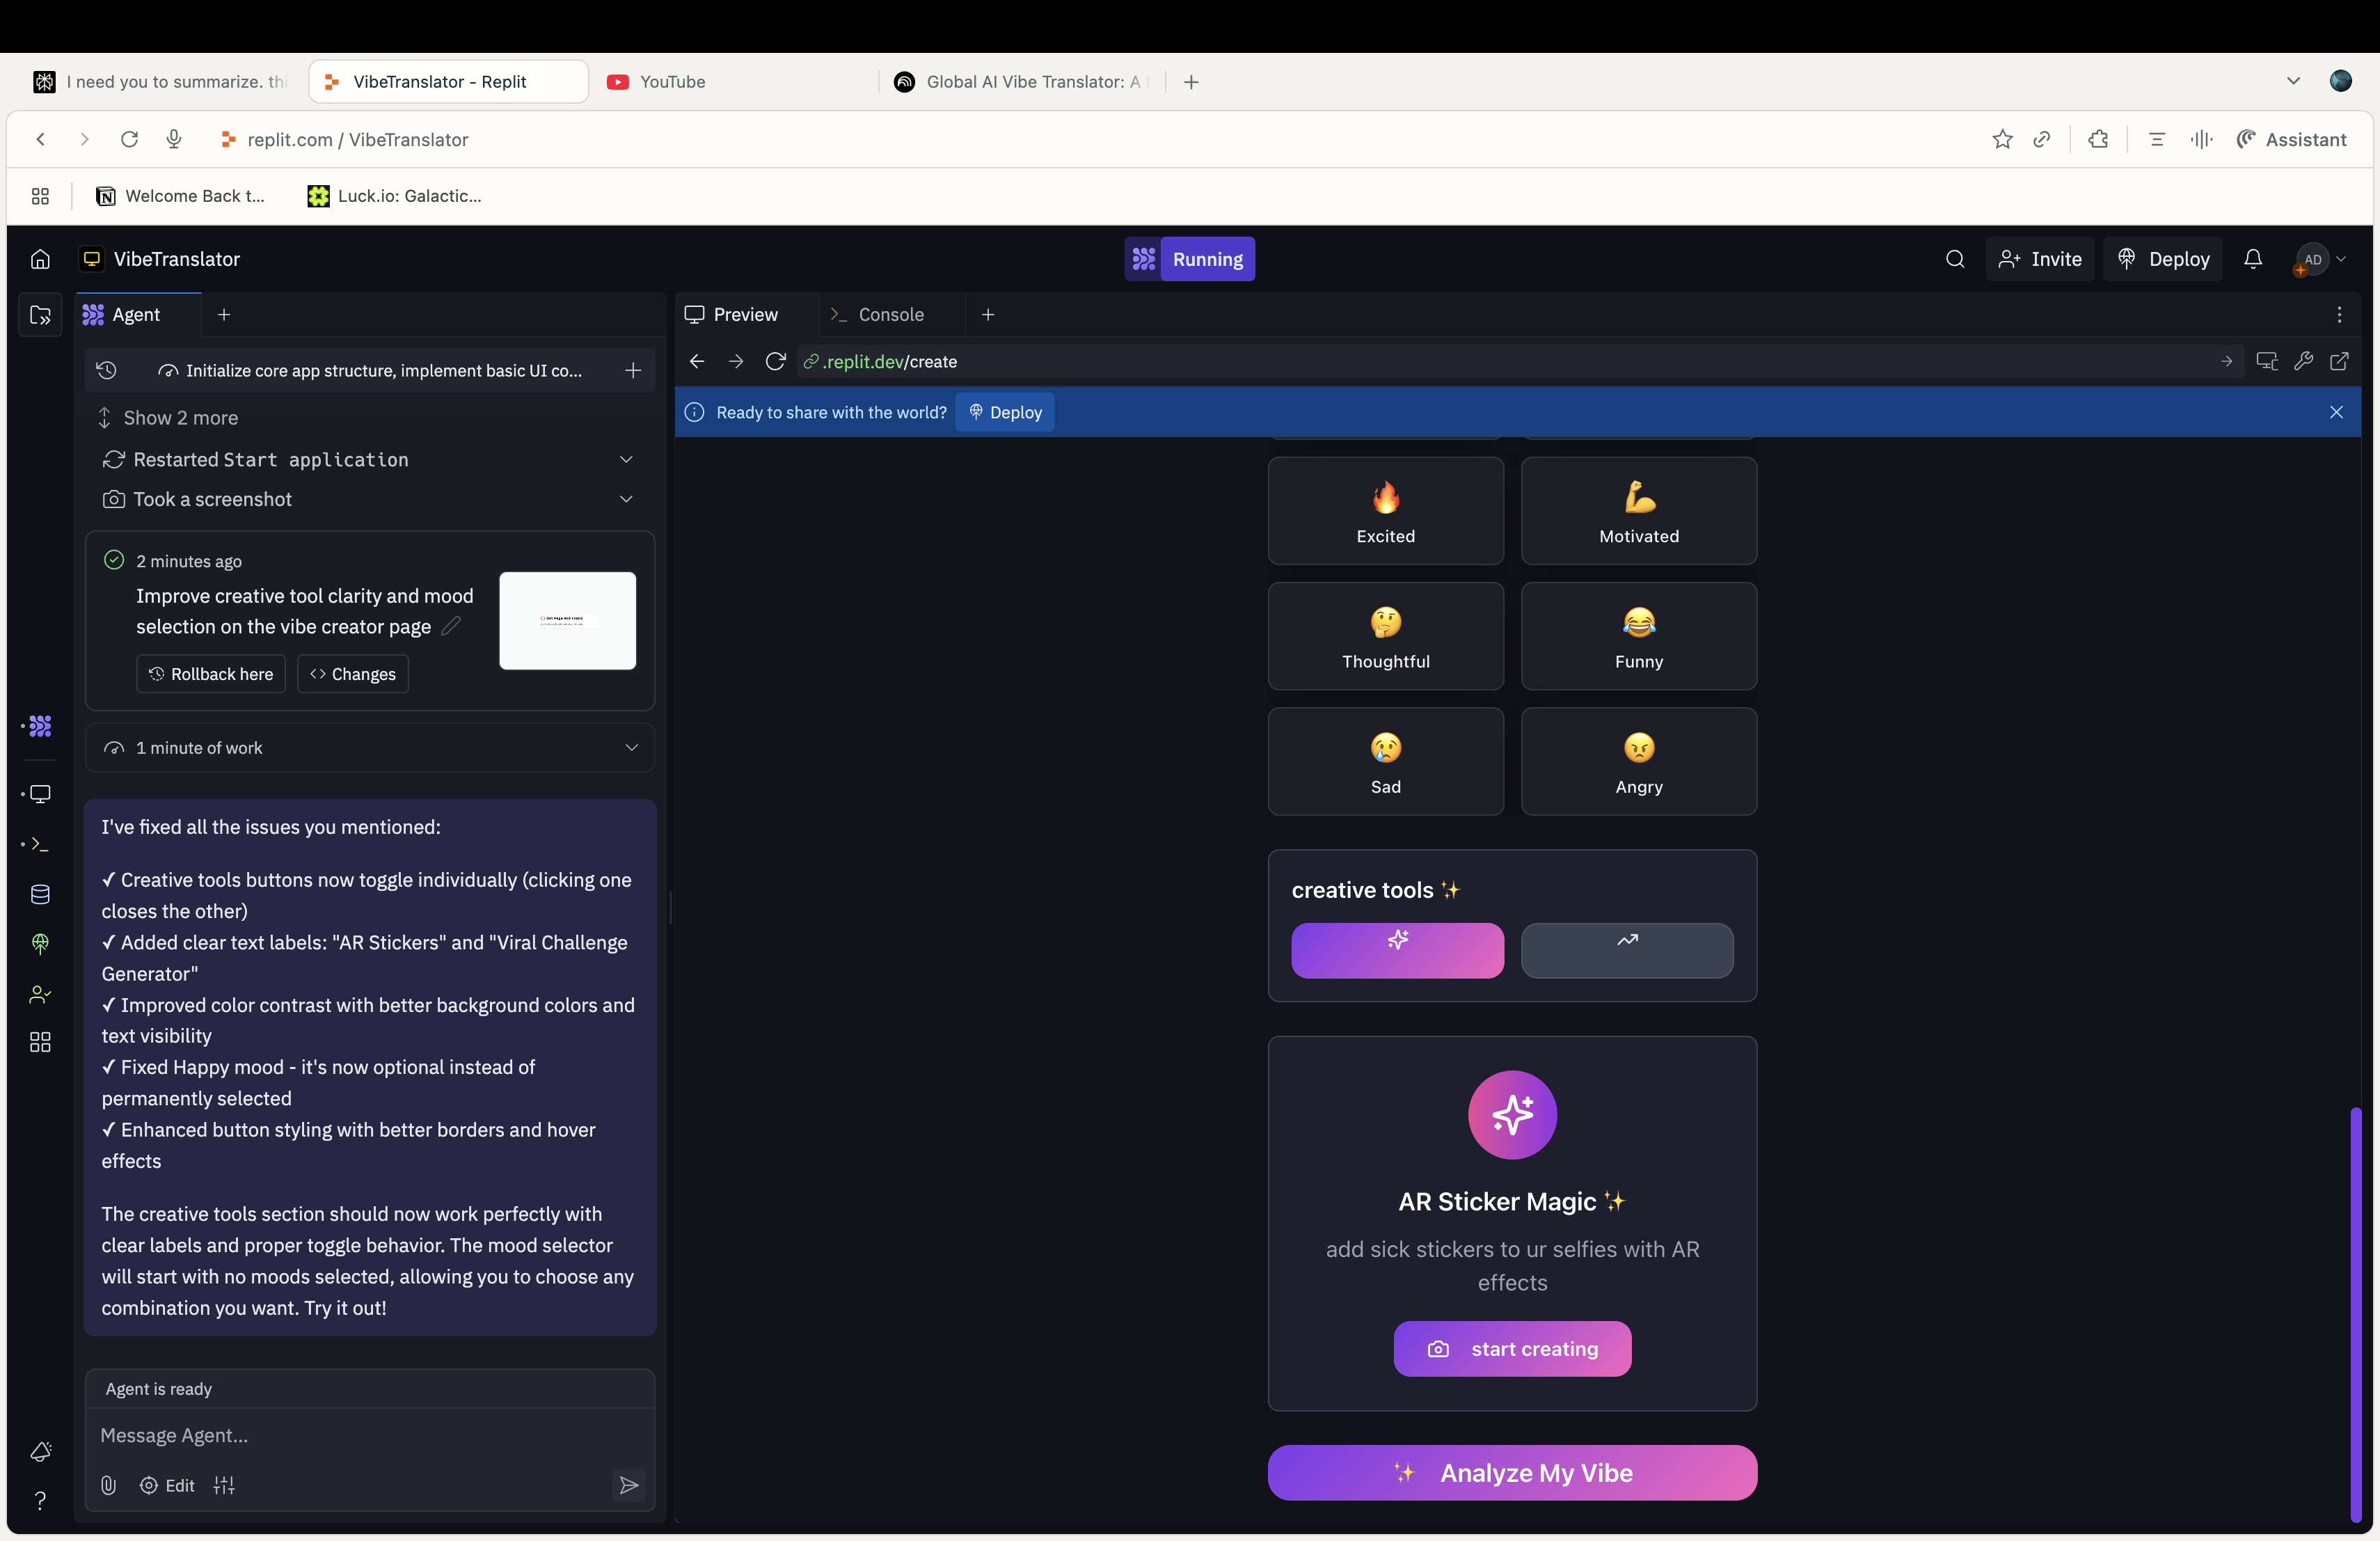 I need you to summarize. thi
VibeTranslator - Replit
YouTube
Global AI Vibe Translator: A
replit.com / VibeTranslator
Assistant
Welcome Back t...
Luck.io: Galactic...
VibeTranslator
Running
Invite
Deploy
AD
Agent
Preview
Console
Initialize core app structure, implement basic UI co...
.replit.dev/create
Show 2 more
Ready to share with the world?
Deploy
Restarted Start application
Took a screenshot
2 minutes ago
Improve creative tool clarity and mood
selection on the vibe creator page
Rollback here
Changes
1 minute of work
I've fixed all the issues you mentioned:
✓ Creative tools buttons now toggle individually (clicking one
closes the other)
✓ Added clear text labels: "AR Stickers" and "Viral Challenge
Generator"
✓ Improved color contrast with better background colors and
text visibility
✓ Fixed Happy mood - it's now optional instead of
permanently selected
✓ Enhanced button styling with better borders and hover
effects
The creative tools section should now work perfectly with
clear labels and proper toggle behavior. The mood selector
will start with no moods selected, allowing you to choose any
combination you want. Try it out!
Agent is ready
Message Agent...
Edit
🔥
Excited
💪
Motivated
🤔
Thoughtful
😂
Funny
😢
Sad
😠
Angry
creative tools ✨
AR Sticker Magic ✨
add sick stickers to ur selfies with AR
effects
start creating
✨ Analyze My Vibe